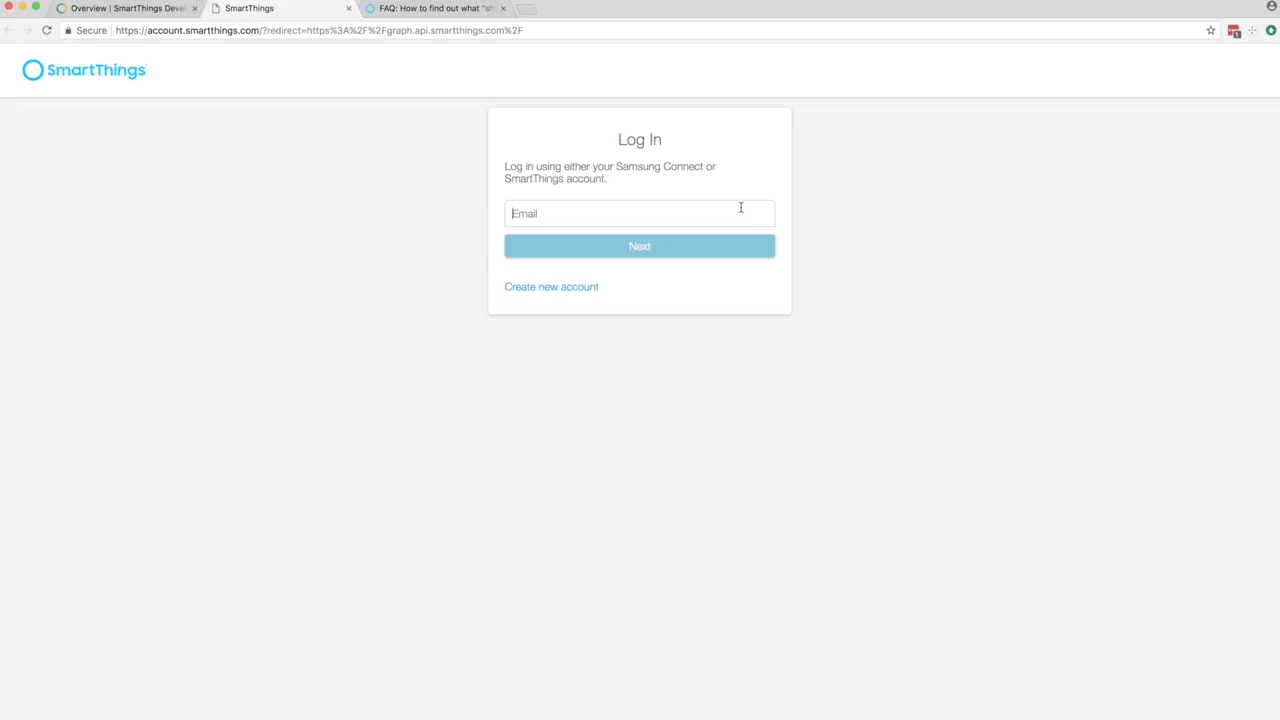 Overview | SmartThings Devel
SmartThings
FAQ: How to find out what "sh
Secure
https://account.smartthings.com/?redirect=https%3A%2F%2Fgraph.api.smartthings.com%2F
1
SmartThings
Log In
Log in using either your Samsung Connect or
SmartThings account.
Email
Next
Create new account